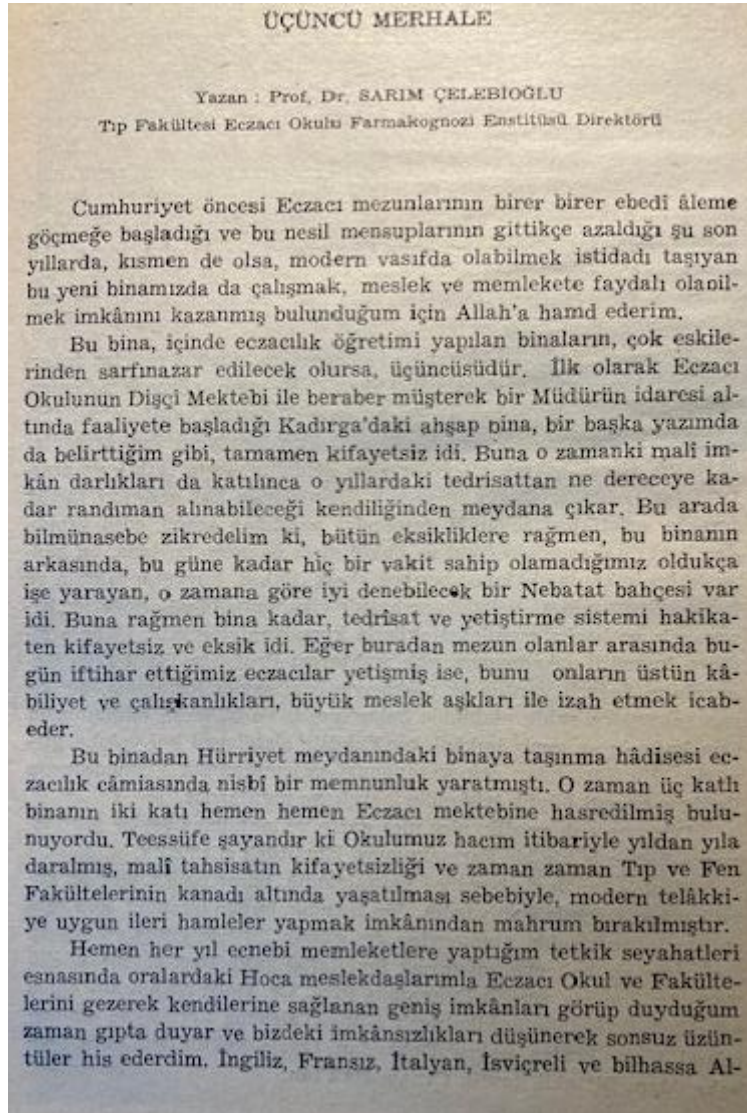 ÜÇÜNCÜ MERHALE
Yazan : Prof, Dr, SARIM ÇELEBİOĞLU
Tıp Fakültesi Eczacı Okulu Farmakognozi Enstitüsü Direktörü
Cumhuriyet öncesi Eczacı mezunlarının birer birer ebedî âleme
göçmeğe başladığı ve bu nesil mensuplarının gittikçe azaldığı şu son
yıllarda, kısmen de olsa, modern vasıfda olabilmek istidadı taşıyan
bu yeni binamızda da çalışmak, meslek ve memlekete faydalı olabil-
mek imkânını kazanmış bulunduğum için Allah'a hamd ederim.
Bu bina, içinde eczacılık öğretimi yapılan binaların, çok eskile-
rinden sarfınazar edilecek olursa, üçüncüsüdür. İlk olarak Eczacı
Okulunun Dişçi Mektebi ile beraber müşterek bir Müdürün idaresi al-
tında faaliyete başladığı Kadırga'daki ahşap bina, bir başka yazımda
da belirttiğim gibi, tamamen kifayetsiz idi. Buna o zamanki malî im-
kân darlıkları da katılınca o yıllardaki tedrisattan ne dereceye ka-
dar randıman alınabileceği kendiliğinden meydana çıkar. Bu arada
bilmünasebe zikredelim ki, bütün eksikliklere rağmen, bu binanın
arkasında, bu güne kadar hiç bir vakit sahip olamadığımız oldukça
işe yarayan, o zamana göre iyi denebilecek bir Nebatat bahçesi var
idi. Buna rağmen bina kadar, tedrisat ve yetiştirme sistemi hakika-
ten kifayetsiz ve eksik idi. Eğer buradan mezun olanlar arasında bu-
gün iftihar ettiğimiz eczacılar yetişmiş ise, bunu onların üstün kâ-
biliyet ve çalışkanlıkları, büyük meslek aşkları ile izah etmek icab-
eder.
Bu binadan Hürriyet meydanındaki binaya taşınma hâdisesi ec-
zacılık câmiasında nisbî bir memnunluk yaratmıştı. O zaman üç katlı
binanın iki katı hemen hemen Eczacı mektebine hasredilmiş bulu-
nuyordu. Teessüfe şayandır ki Okulumuz hacım itibariyle yıldan yıla
daralmış, malî tahsisatın kifayetsizliği ve zaman zaman Tıp ve Fen
Fakültelerinin kanadı altında yaşatılması sebebiyle, modern telâkki-
ye uygun ileri hamleler yapmak imkânından mahrum bırakılmıştır.
Hemen her yıl ecnebi memleketlere yaptığım tetkik seyahatleri
esnasında oralardaki Hoca meslekdaşlarımla Eczacı Okul ve Fakülte-
lerini gezerek kendilerine sağlanan geniş imkânları görüp duyduğum
zaman gıpta duyar ve bizdeki imkânsızlıkları düşünerek sonsuz üzün-
tüler his ederdim. İngiliz, Fransız, İtalyan, İsviçreli ve bilhassa Al-